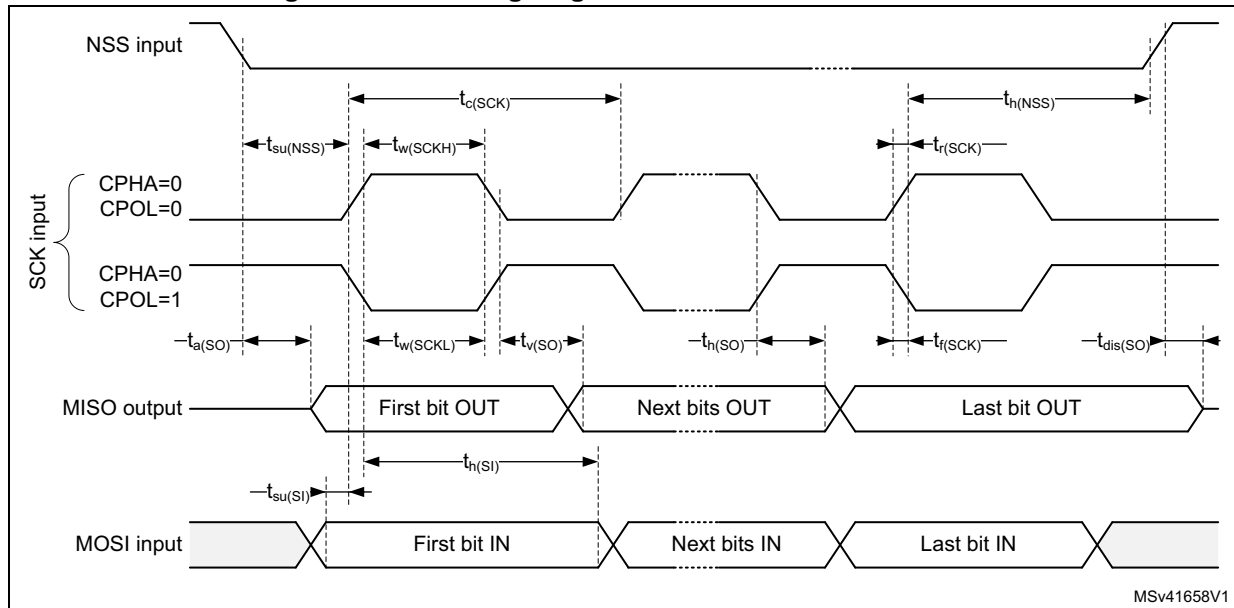 NSS input
tc(SCK)
th(NSS)
tsu(NSS)
tw(SCKH)
tr(SCK)
SCK input
CPHA=0
CPOL=0
CPHA=0
CPOL=1
ta(SO)
tw(SCKL)
tv(SO)
th(SO)
tf(SCK)
tdis(SO)
MISO output
First bit OUT
Next bits OUT
Last bit OUT
th(SI)
tsu(SI)
MOSI input
First bit IN
Next bits IN
Last bit IN
MSv41658V1